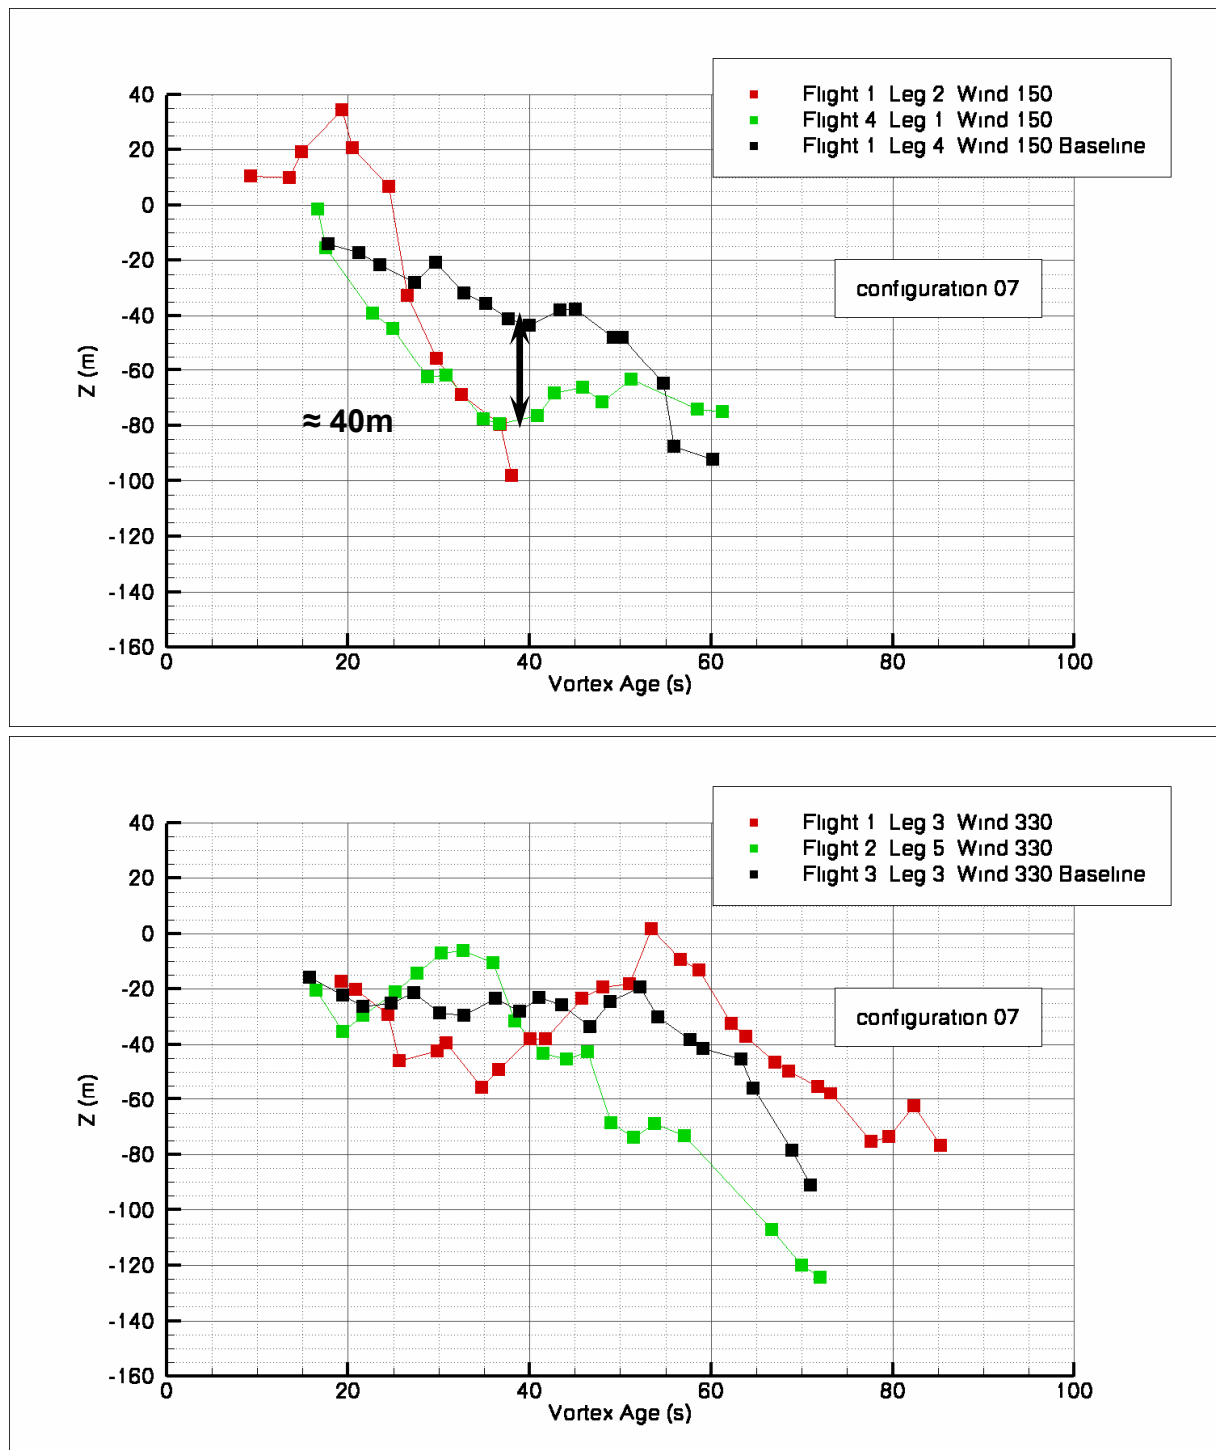 Flight 1 Leg 2 Wind 150
Flight 4 Leg 1 Wind 150
Flight 1 Leg 4 Wind 150 Baseline
configuration 07
≈ 40m
40
20
0
-20
-40
-60
-80
-100
-120
-140
-160
Z (m)
0 20 40 60 80 100
Vortex Age (s)
Flight 1 Leg 3 Wind 330
Flight 2 Leg 5 Wind 330
Flight 3 Leg 3 Wind 330 Baseline
configuration 07
40
20
0
-20
-40
-60
-80
-100
-120
-140
-160
Z (m)
0 20 40 60 80 100
Vortex Age (s)